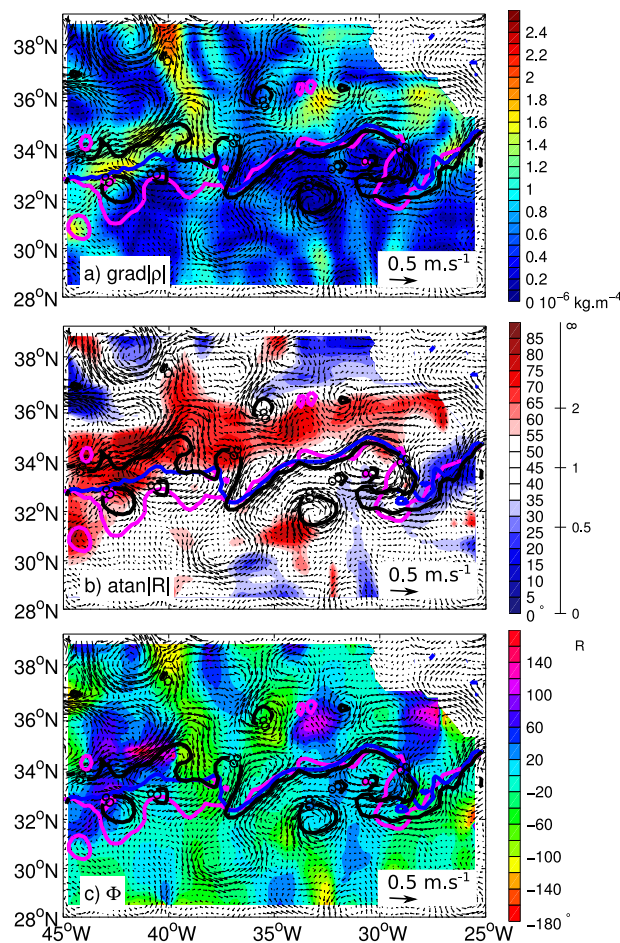 38°N
36°N
34°N
32°N
30°N
28°N
a) grad|ρ|
0.5 m.s⁻¹
2.4
2.2
2
1.8
1.6
1.4
1.2
1
0.8
0.6
0.4
0.2
0 10⁻⁶ kg.m⁻⁴
38°N
36°N
34°N
32°N
30°N
28°N
b) atan|R|
0.5 m.s⁻¹
85
80
75
70
65
60
55
50
45
40
35
30
25
20
15
10
5
0 °
∞
2
1
0.5
0
R
38°N
36°N
34°N
32°N
30°N
28°N
c) Φ
0.5 m.s⁻¹
140
100
60
20
−20
−60
−100
−140
−180 °
45°W
40°W
35°W
30°W
25°W